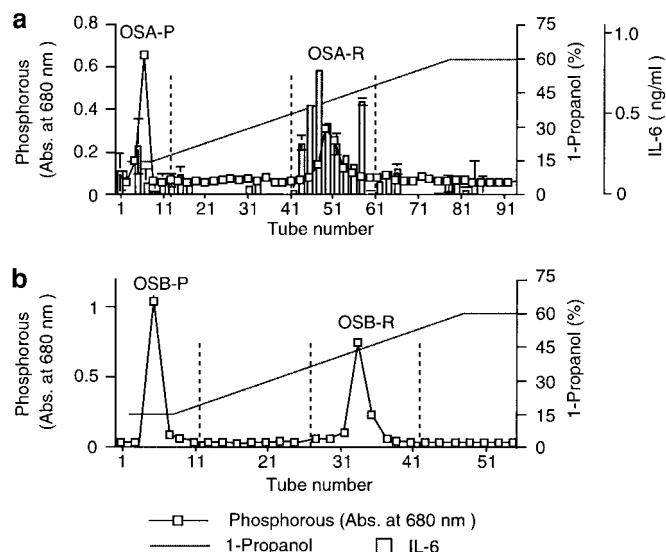 a
OSA-P
OSA-R
0.8
0.6
0.4
0.2
0
Phosphorous
(Abs. at 680 nm )
75
60
45
30
15
0
1-Propanol (%)
1.0
0.5
0
IL-6 ( ng/ml )
1 11 21 31 41 51 61 71 81 91
Tube number
b
OSB-P
OSB-R
1
0.5
0
Phosphorous
(Abs. at 680 nm )
75
60
45
30
15
0
1-Propanol (%)
1 11 21 31 41 51
Tube number
Phosphorous (Abs. at 680 nm )
1-Propanol
IL-6